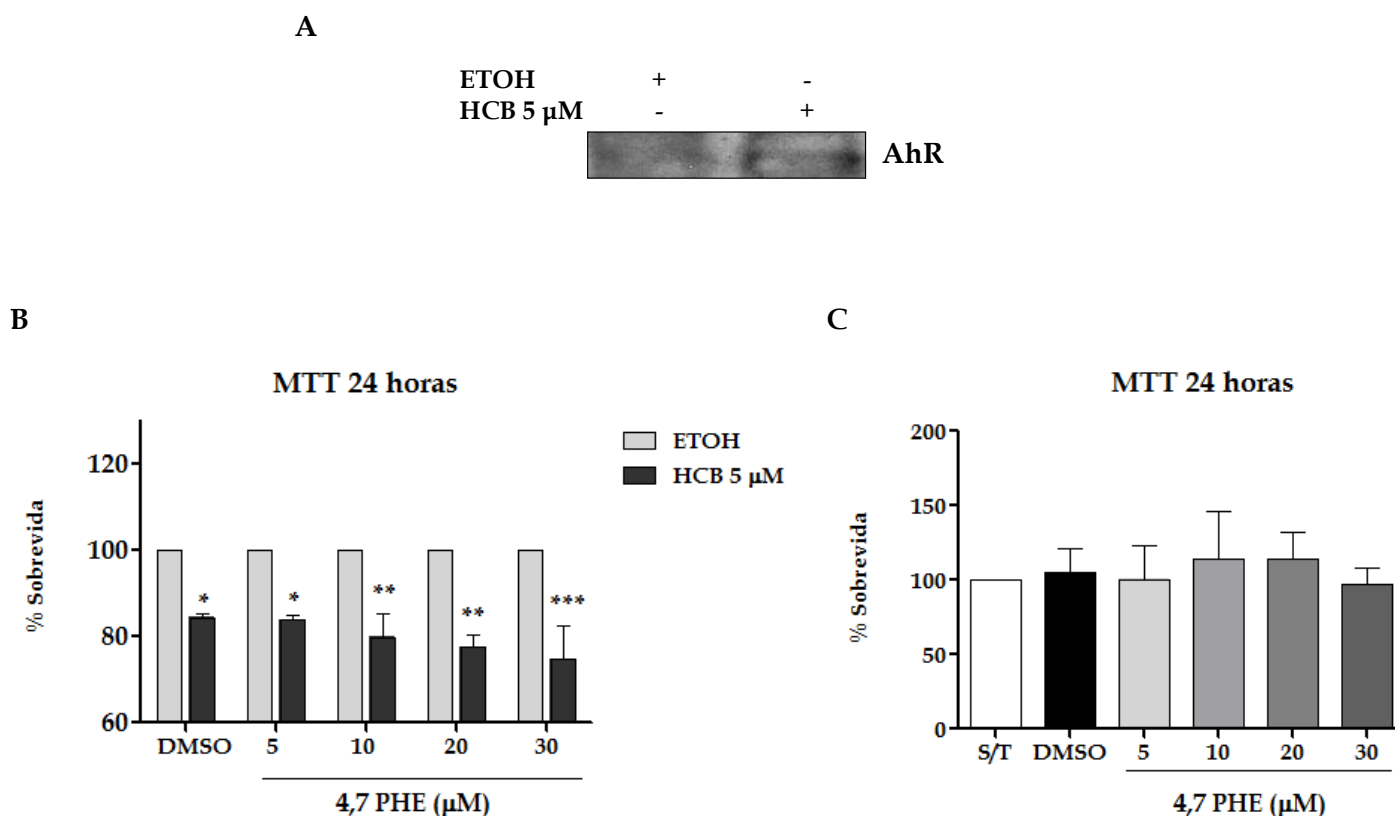 A
ETOH + -
HCB 5 μM - +
AhR
B
MTT 24 horas
120
100
80
60
% Sobrevida
* * ** ** ***
DMSO 5 10 20 30
4,7 PHE (μM)
ETOH
HCB 5 μM
C
MTT 24 horas
200
150
100
50
0
% Sobrevida
S/T DMSO 5 10 20 30
4,7 PHE (μM)